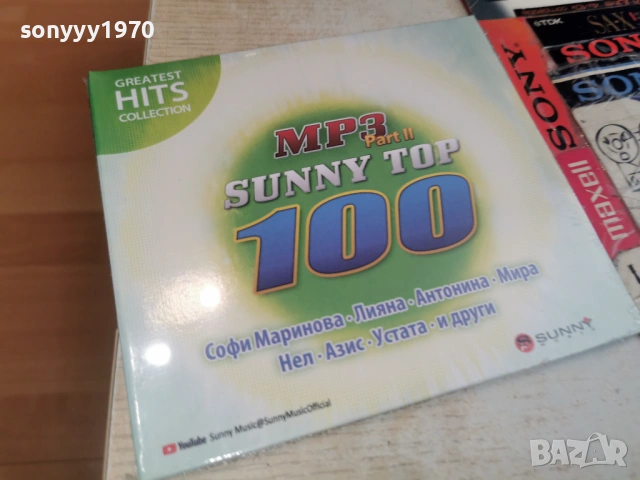 sonyyy1970
GREATEST
HITS
COLLECTION
MP3
Part II
SUNNY TOP
100
Софи Маринова · Лияна · Антонина · Мира
Нел · Азис · Устата · и други
SUNNY
YouTube Sunny Music@SunnyMusicOfficial
TDK
SONY
maxell
BAZAR